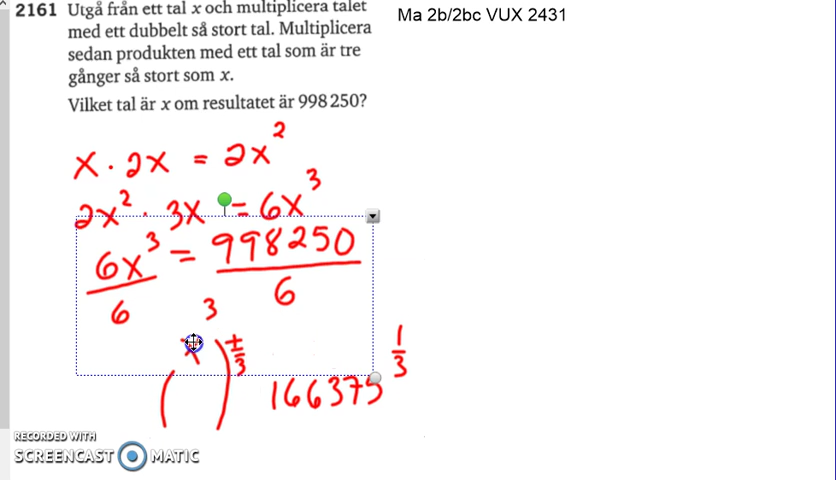 2161 Utgå från ett tal x och multiplicera talet
med ett dubbelt så stort tal. Multiplicera
sedan produkten med ett tal som är tre
gånger så stort som x.
Vilket tal är x om resultatet är 998 250?
Ma 2b/2bc VUX 2431
x · 2x = 2x²
2x² · 3x = 6x³
6x³/6 = 998250/6
( x³ )^1/3 166375^1/3
RECORDED WITH
SCREENCAST MATIC